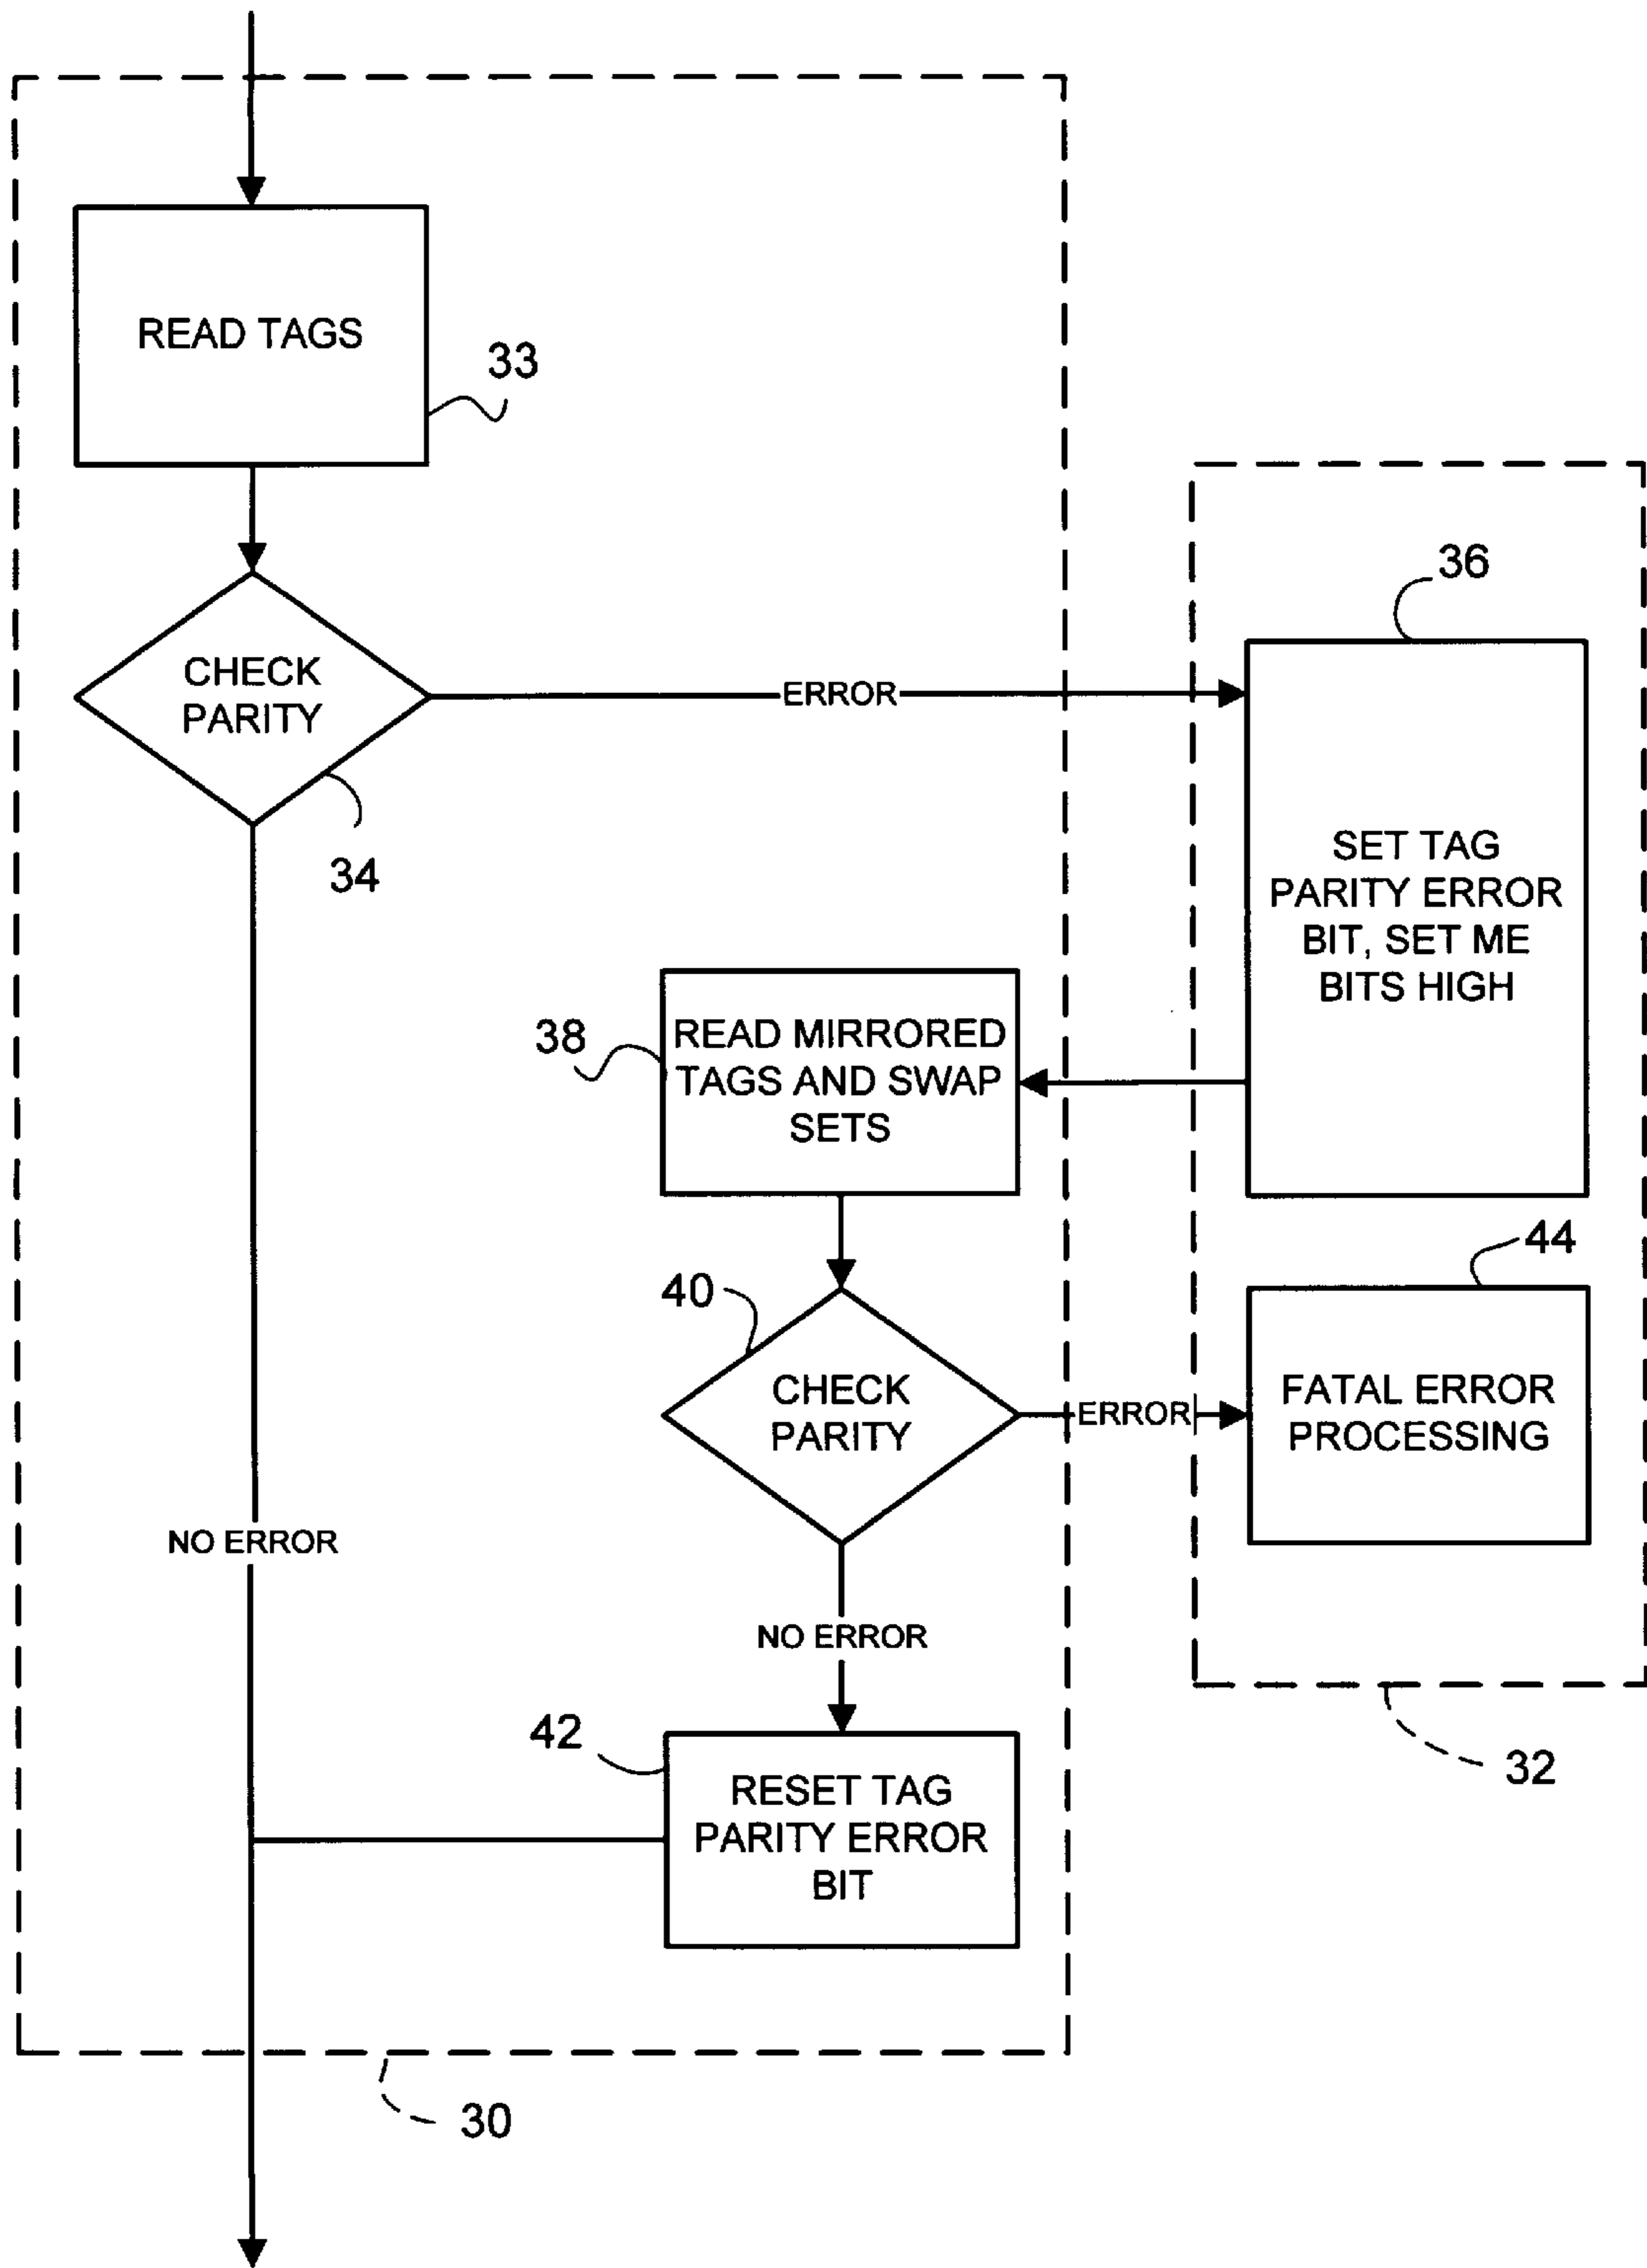 READ TAGS
33
CHECK
PARITY
34
ERROR
36
SET TAG
PARITY ERROR
BIT, SET ME
BITS HIGH
38
READ MIRRORED
TAGS AND SWAP
SETS
40
CHECK
PARITY
ERROR
44
FATAL ERROR
PROCESSING
NO ERROR
NO ERROR
42
RESET TAG
PARITY ERROR
BIT
32
30